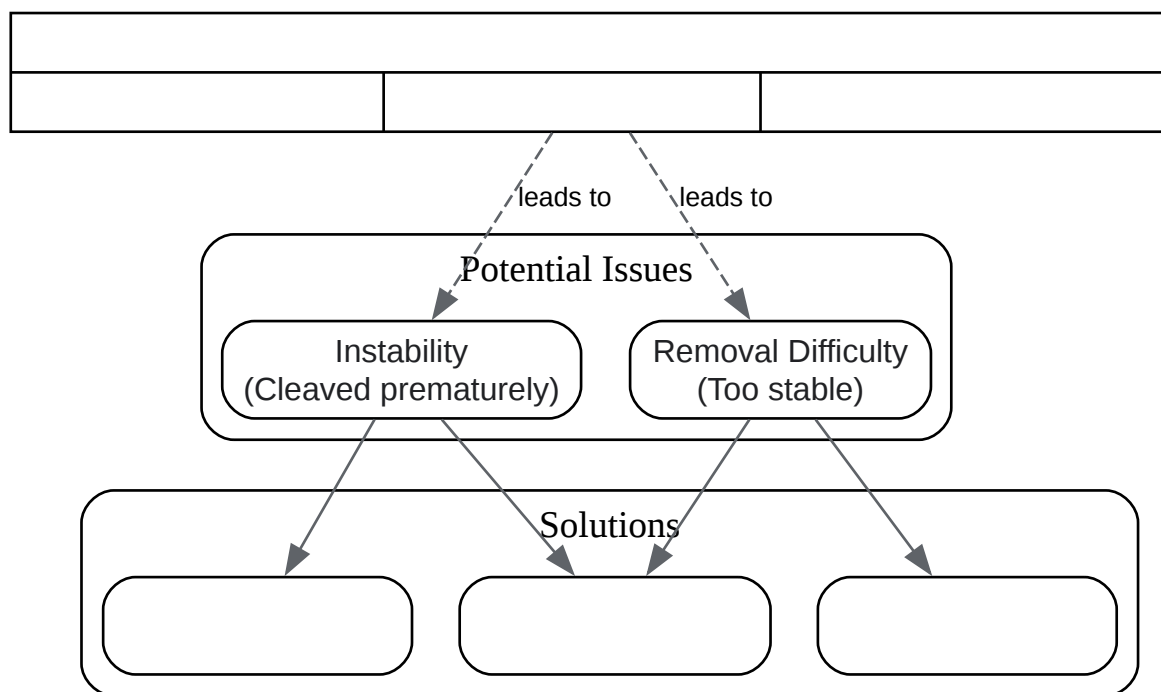 leads to
leads to
Potential Issues
Instability
(Cleaved prematurely)
Removal Difficulty
(Too stable)
Solutions